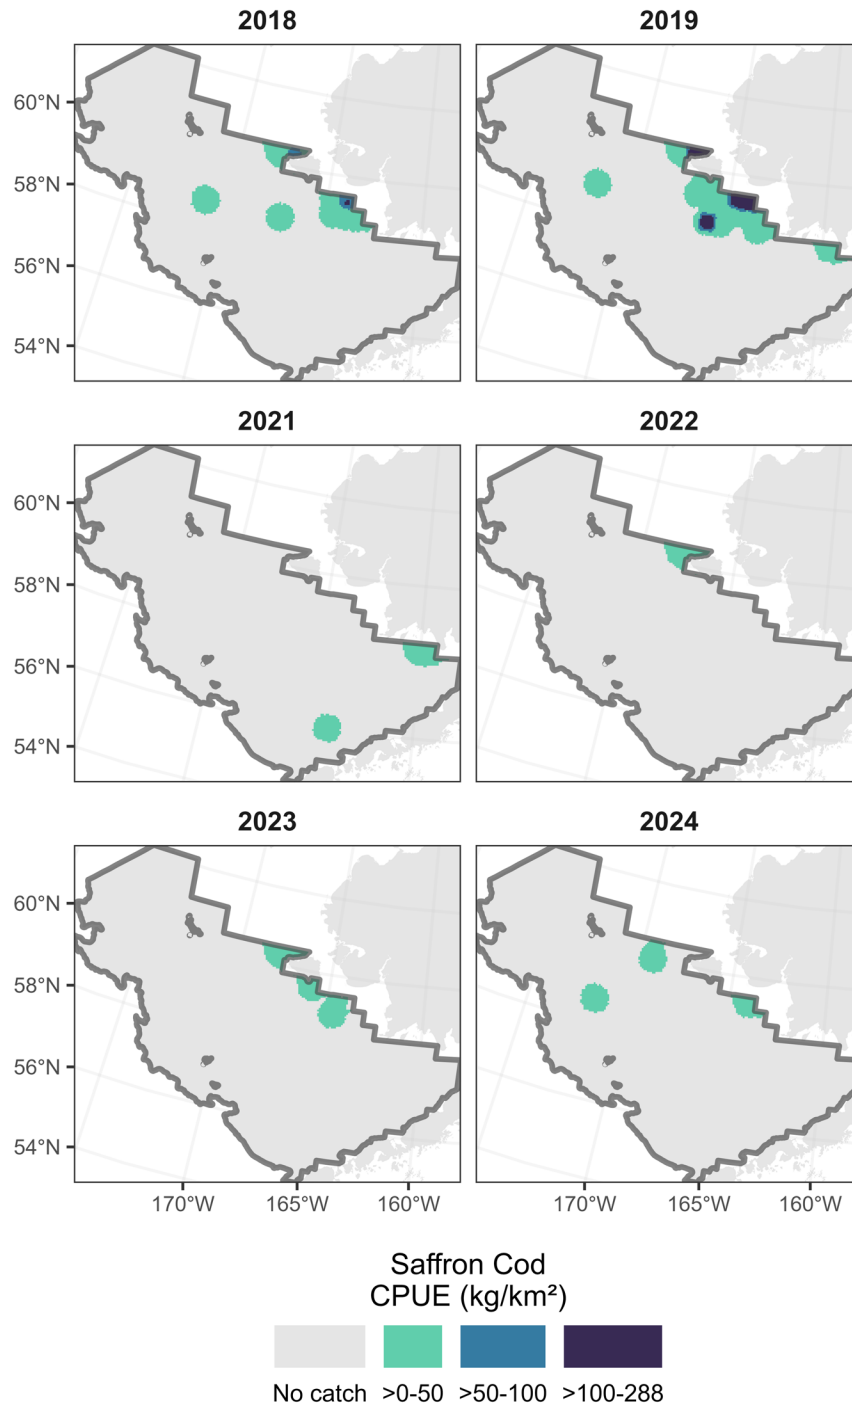 2018 2019
60°N
58°N
56°N
54°N
2021 2022
60°N
58°N
56°N
54°N
2023 2024
60°N
58°N
56°N
54°N
170°W 165°W 160°W 170°W 165°W 160°W
Saffron Cod
CPUE (kg/km²)
No catch >0-50 >50-100 >100-288